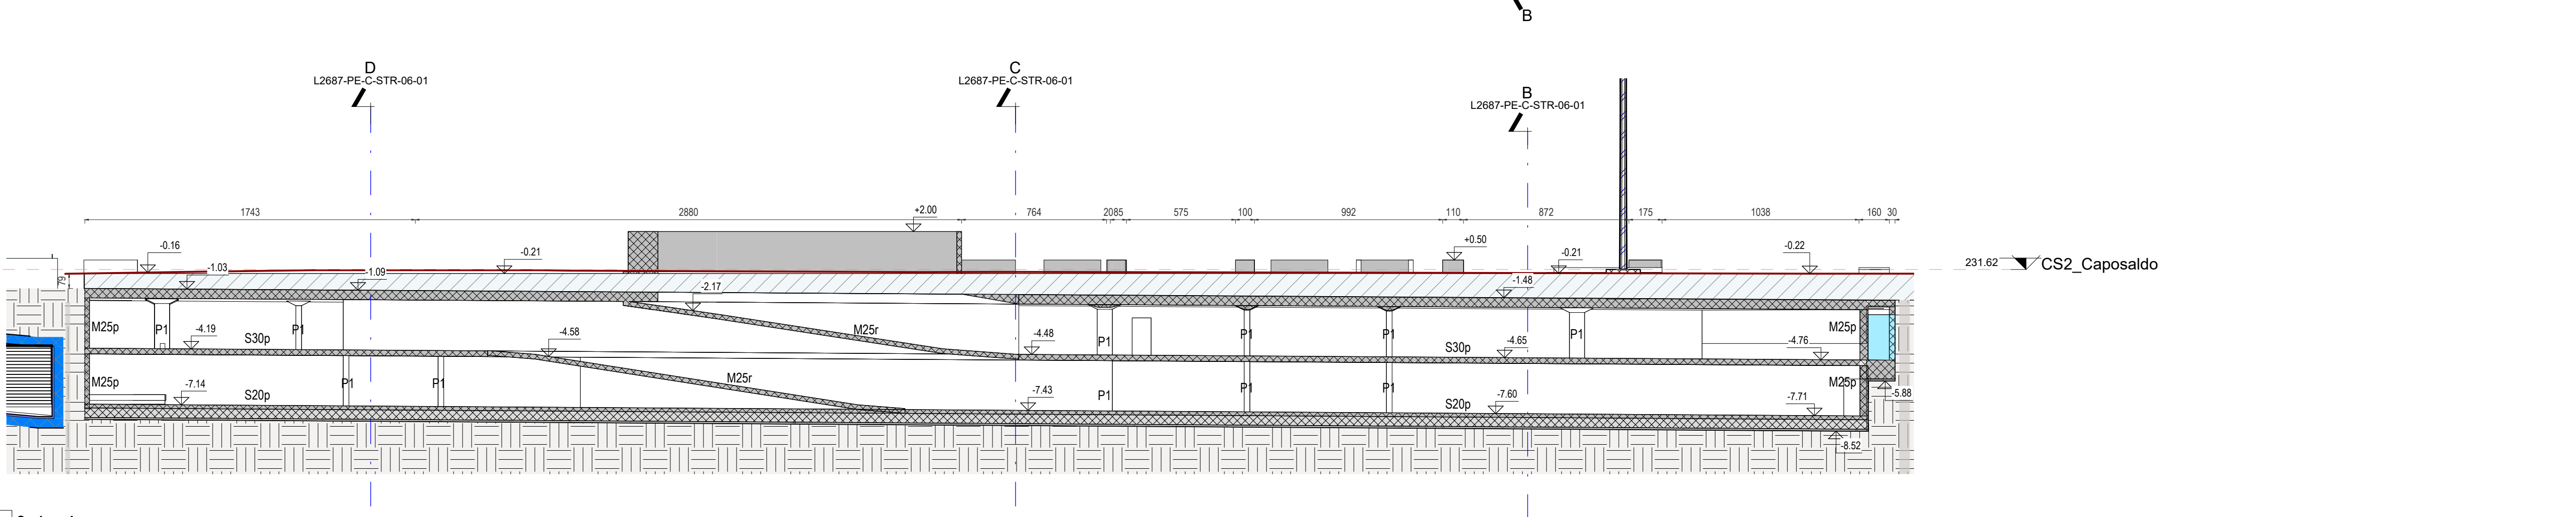 B
D
L2687-PE-C-STR-06-01
C
L2687-PE-C-STR-06-01
B
L2687-PE-C-STR-06-01
1743
2880
764
2085
575
100
992
110
872
175
1038
160
30
+2.00
-0.16
-0.21
+0.50
-0.21
-0.22
231.62
CS2_Caposaldo
79
-1.03
-1.09
-2.17
-1.48
M25p
P1
-4.19
S30p
P1
-4.58
M25r
-4.48
P1
P1
P1
S30p
-4.65
P1
-4.76
M25p
M25p
-7.14
S20p
P1
P1
M25r
-7.43
P1
P1
P1
S20p
-7.60
-7.71
M25p
-5.88
-8.52